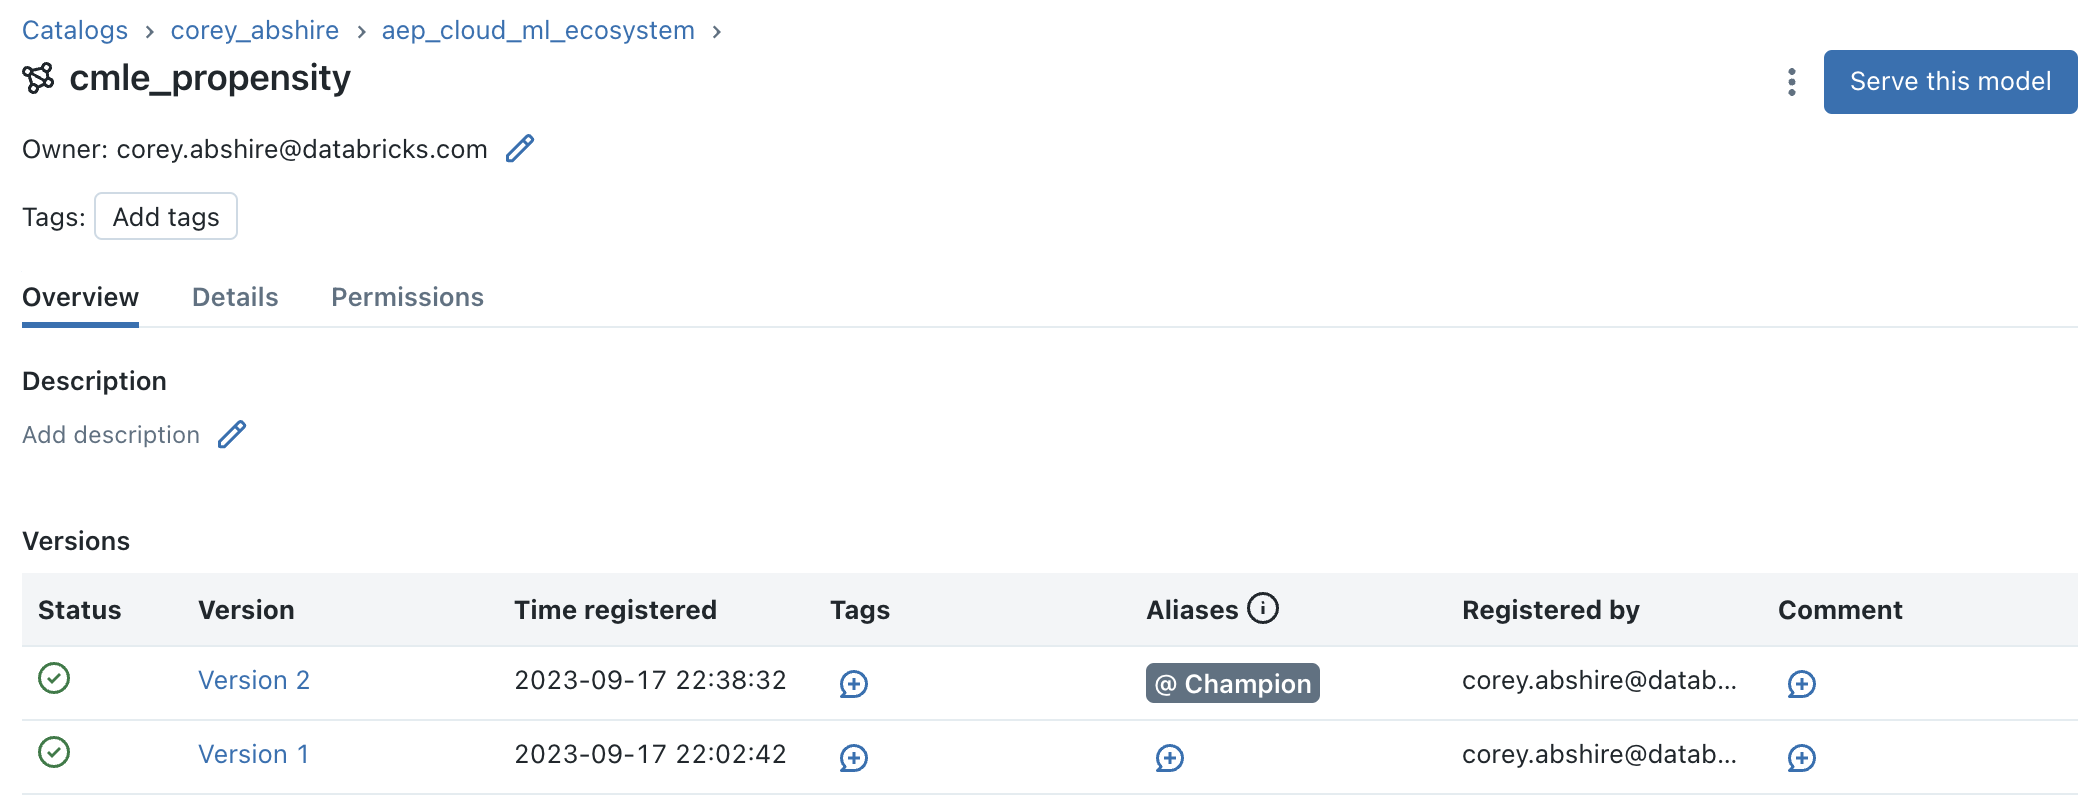 Catalogs > corey_abshire > aep_cloud_ml_ecosystem >
cmle_propensity
Serve this model
Owner: corey.abshire@databricks.com
Tags: Add tags
Overview Details Permissions
Description
Add description
Versions
Status Version Time registered Tags Aliases Registered by Comment
Version 2 2023-09-17 22:38:32 @ Champion corey.abshire@datab...
Version 1 2023-09-17 22:02:42 corey.abshire@datab...